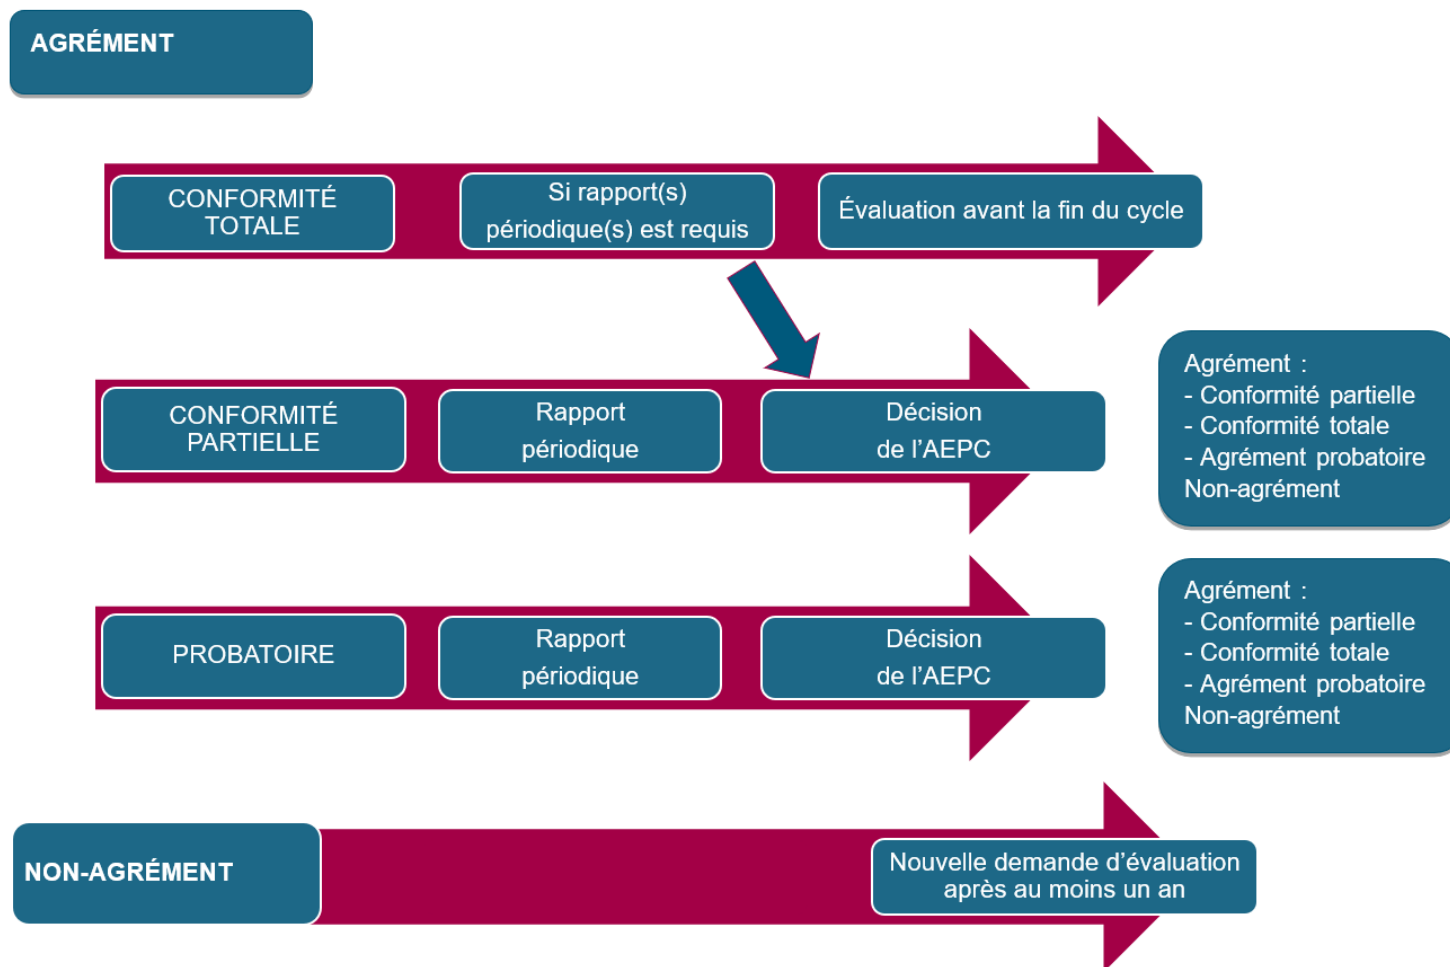 AGRÉMENT
CONFORMITÉ
TOTALE
Si rapport(s)
périodique(s) est requis
Évaluation avant la fin du cycle
CONFORMITÉ
PARTIELLE
Rapport
périodique
Décision
de l'AEPC
Agrément :
- Conformité partielle
- Conformité totale
- Agrément probatoire
Non-agrément
PROBATOIRE
Rapport
périodique
Décision
de l'AEPC
Agrément :
- Conformité partielle
- Conformité totale
- Agrément probatoire
Non-agrément
NON-AGRÉMENT
Nouvelle demande d'évaluation
après au moins un an